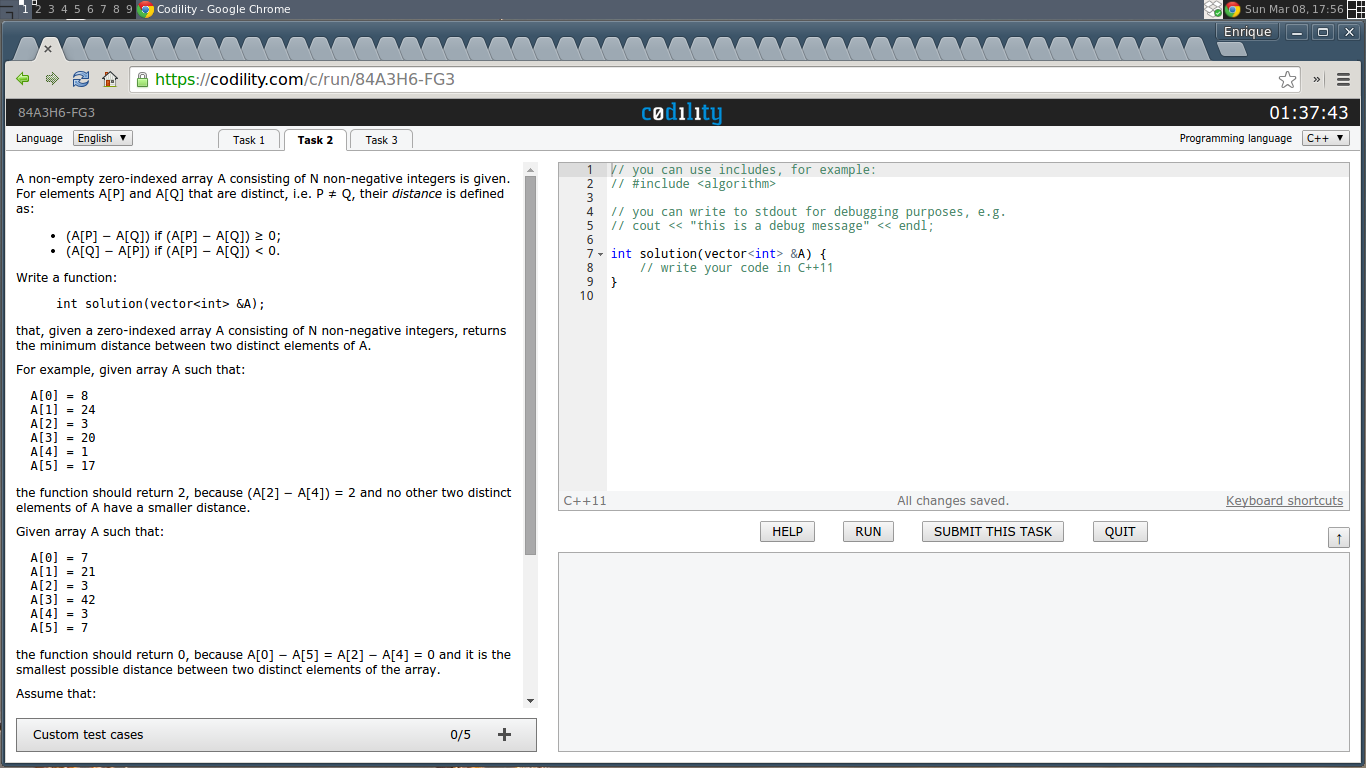 1 2 3 4 5 6 7 8 9 Codility - Google Chrome Sun Mar 08, 17:56
Enrique
https://codility.com/c/run/84A3H6-FG3
84A3H6-FG3 codility 01:37:43
Language English Task 1 Task 2 Task 3 Programming language C++
A non-empty zero-indexed array A consisting of N non-negative integers is given.
For elements A[P] and A[Q] that are distinct, i.e. P ≠ Q, their distance is defined
as:
• (A[P] − A[Q]) if (A[P] − A[Q]) ≥ 0;
• (A[Q] − A[P]) if (A[P] − A[Q]) < 0.
Write a function:
int solution(vector<int> &A);
that, given a zero-indexed array A consisting of N non-negative integers, returns
the minimum distance between two distinct elements of A.
For example, given array A such that:
A[0] = 8
A[1] = 24
A[2] = 3
A[3] = 20
A[4] = 1
A[5] = 17
the function should return 2, because (A[2] − A[4]) = 2 and no other two distinct
elements of A have a smaller distance.
Given array A such that:
A[0] = 7
A[1] = 21
A[2] = 3
A[3] = 42
A[4] = 3
A[5] = 7
the function should return 0, because A[0] − A[5] = A[2] − A[4] = 0 and it is the
smallest possible distance between two distinct elements of the array.
Assume that:
Custom test cases 0/5 +
1 // you can use includes, for example:
2 // #include <algorithm>
3
4 // you can write to stdout for debugging purposes, e.g.
5 // cout << "this is a debug message" << endl;
6
7 int solution(vector<int> &A) {
8 // write your code in C++11
9 }
10
C++11 All changes saved. Keyboard shortcuts
HELP RUN SUBMIT THIS TASK QUIT ↑